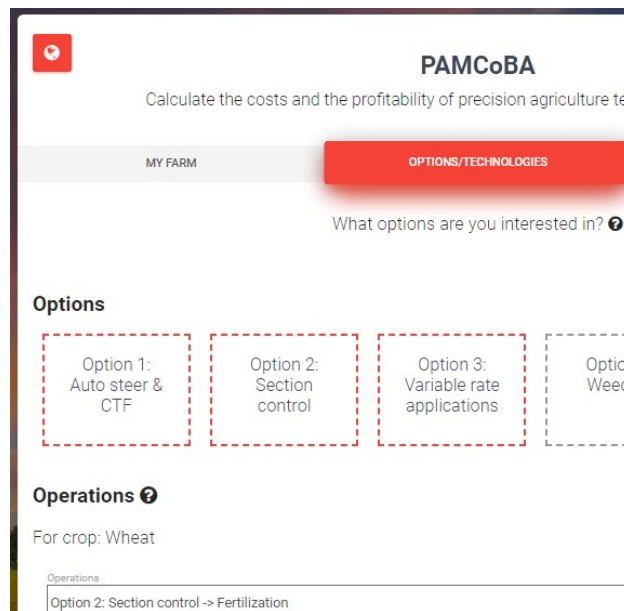 PAMCoBA
Calculate the costs and the profitability of precision agriculture
MY FARM
OPTIONS/TECHNOLOGIES
What options are you interested in?
Options
Option 1:
Auto steer &
CTF
Option 2:
Section
control
Option 3:
Variable rate
applications
Operations
For crop: Wheat
Operations
Option 2: Section control -> Fertilization